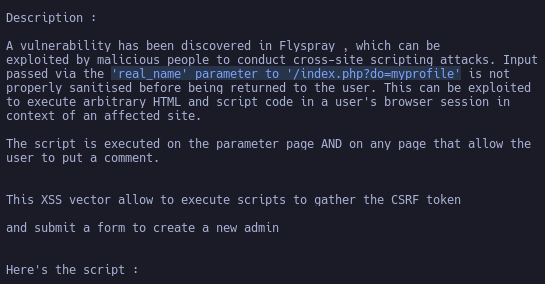 Description :
A vulnerability has been discovered in Flyspray , which can be
exploited by malicious people to conduct cross-site scripting attacks. Input
passed via the 'real_name' parameter to '/index.php?do=myprofile' is not
properly sanitised before being returned to the user. This can be exploited
to execute arbitrary HTML and script code in a user's browser session in
context of an affected site.
The script is executed on the parameter page AND on any page that allow the
user to put a comment.
This XSS vector allow to execute scripts to gather the CSRF token
and submit a form to create a new admin
Here's the script :